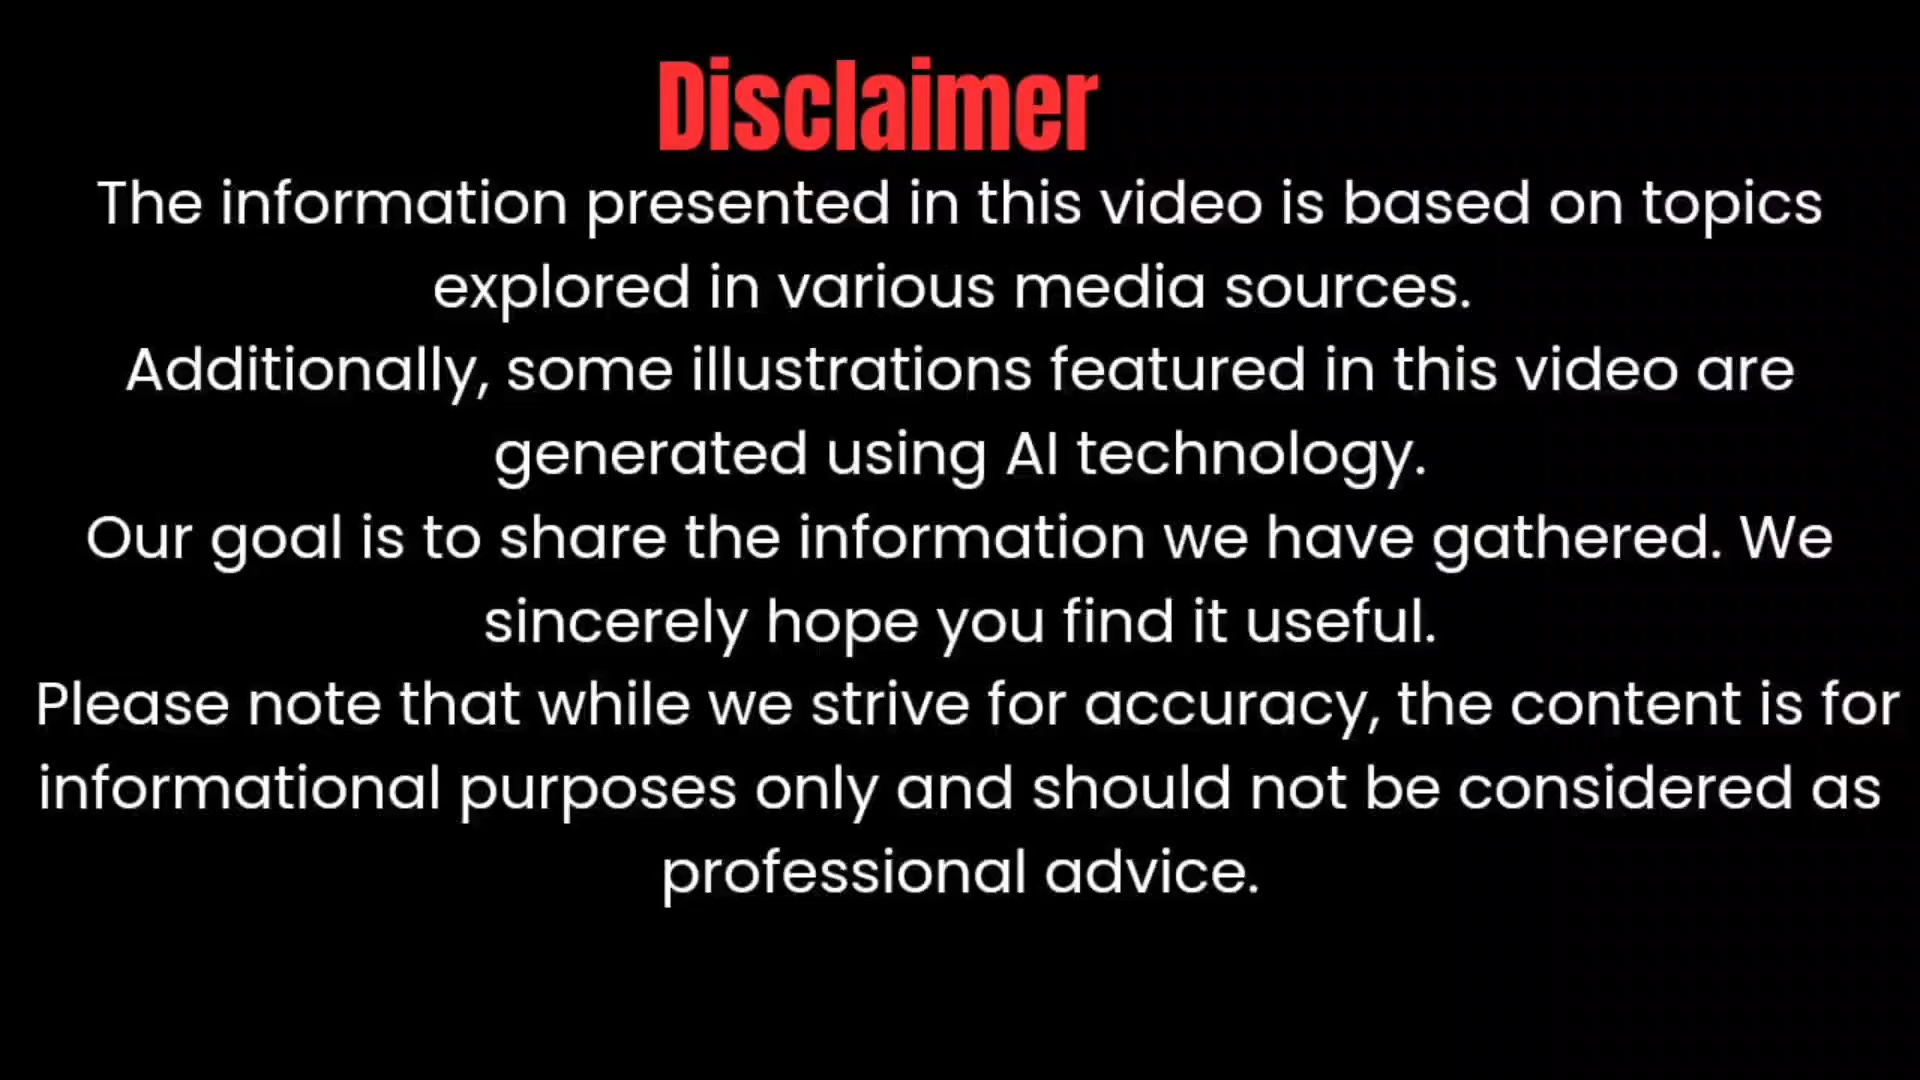 Disclaimer
The information presented in this video is based on topics
explored in various media sources.
Additionally, some illustrations featured in this video are
generated using AI technology.
Our goal is to share the information we have gathered. We
sincerely hope you find it useful.
Please note that while we strive for accuracy, the content is for
informational purposes only and should not be considered as
professional advice.